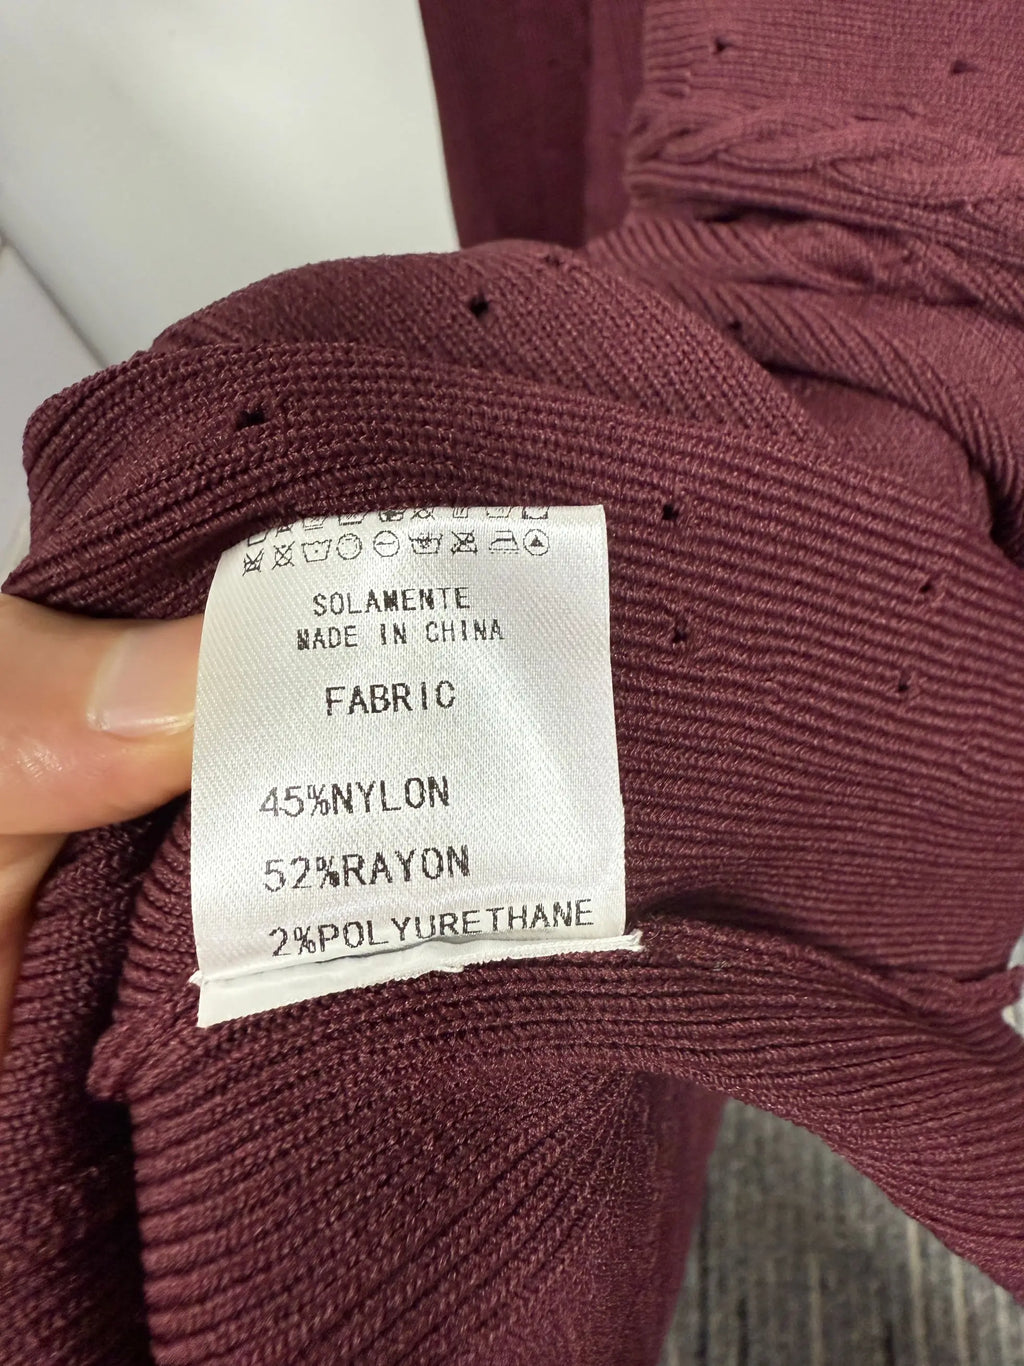 SOLAMENTE
MADE IN CHINA
FABRIC
45%NYLON
52%RAYON
2%POLYURETHANE